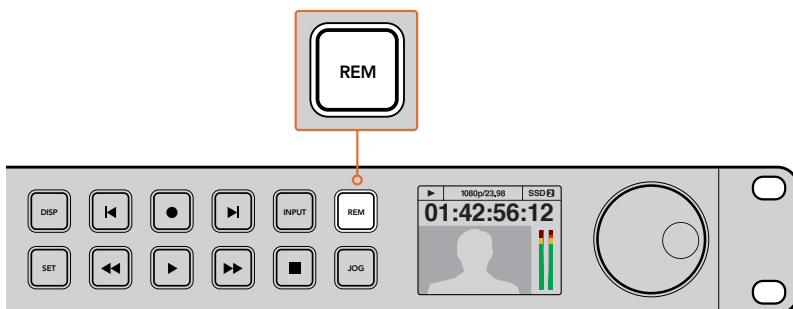 REM
DISP
INPUT
REM
1080p/23.98
SSD 2
01:42:56:12
SET
JOG